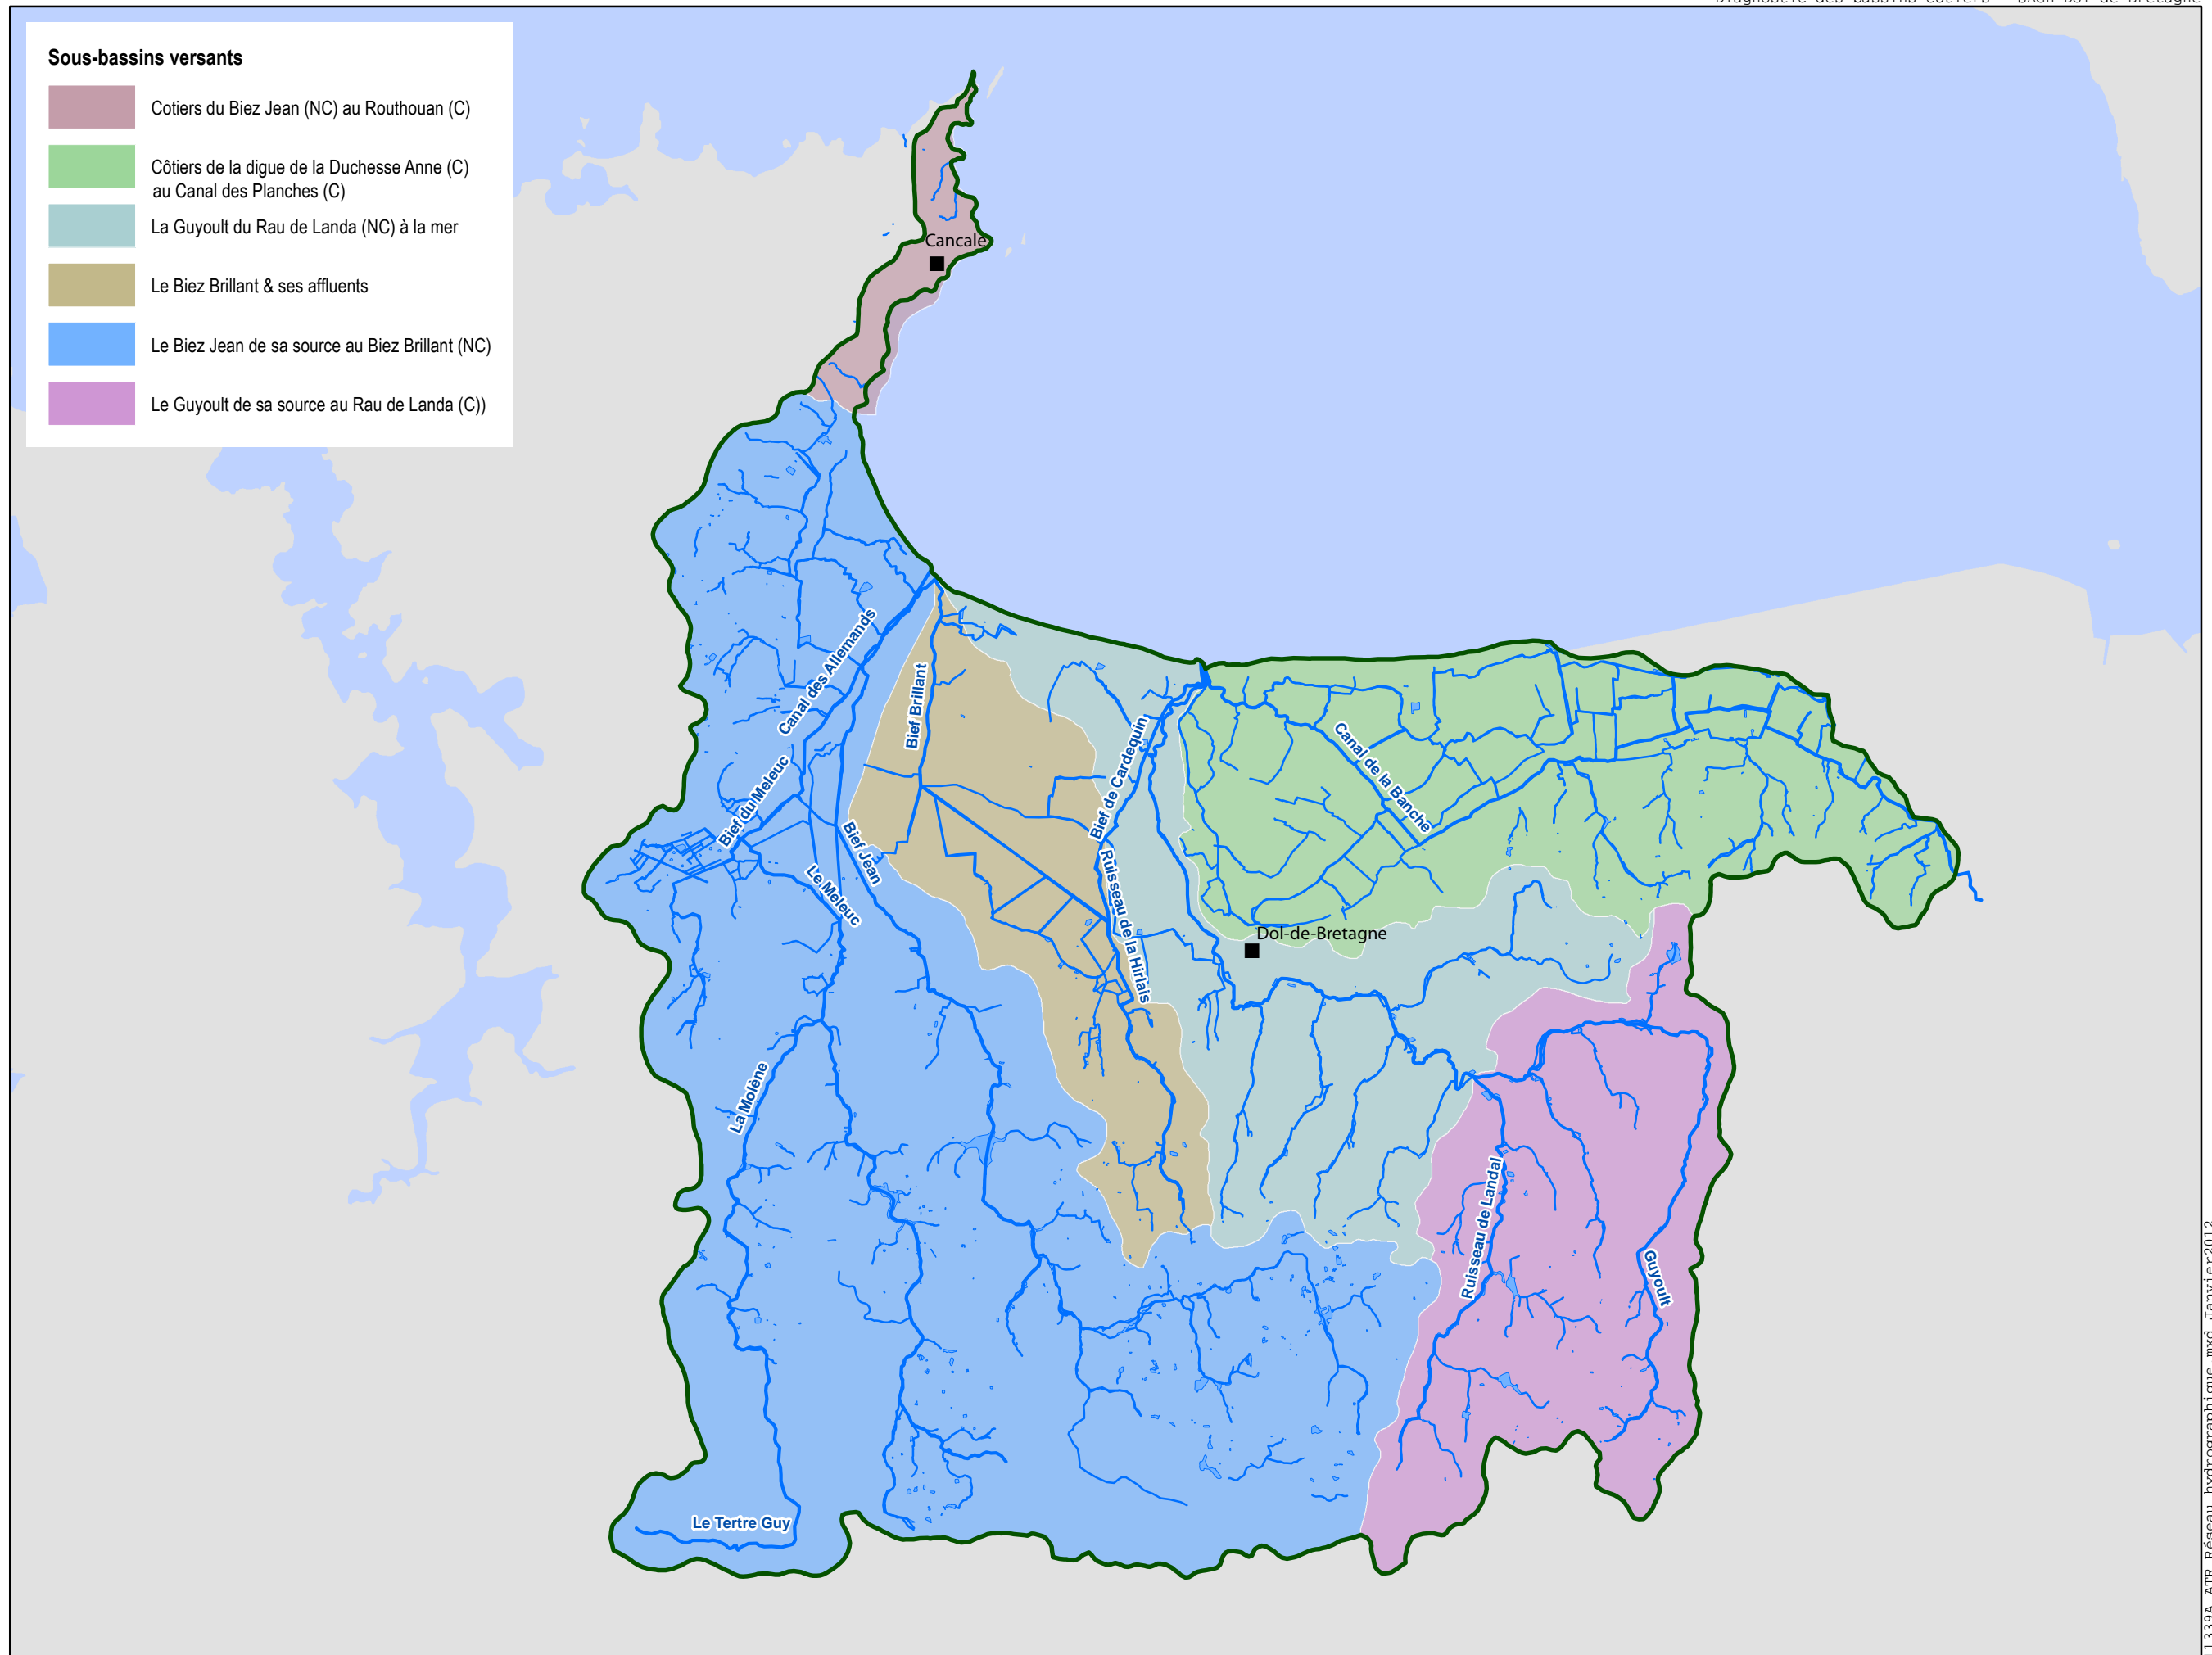 Sous-bassins versants
Cotiers du Biez Jean (NC) au Routhouan (C)
Côtiers de la digue de la Duchesse Anne (C)
au Canal des Planches (C)
La Guyoult du Rau de Landa (NC) à la mer
Le Biez Brillant & ses affluents
Le Biez Jean de sa source au Biez Brillant (NC)
Le Guyoult de sa source au Rau de Landa (C))
Cancale
Canal des Allemands
Bief Brillant
Bief de Cardequin
Canal de la Banche
Bief du Meleuc
Bief Jean
Le Meleuc
Ruisseau de la Hirlais
Dol-de-Bretagne
La Molène
Ruisseau de Landal
Guyoult
Le Tertre Guy
1339A_ATR_Réseau_hydrographique.mxd Janvier2012